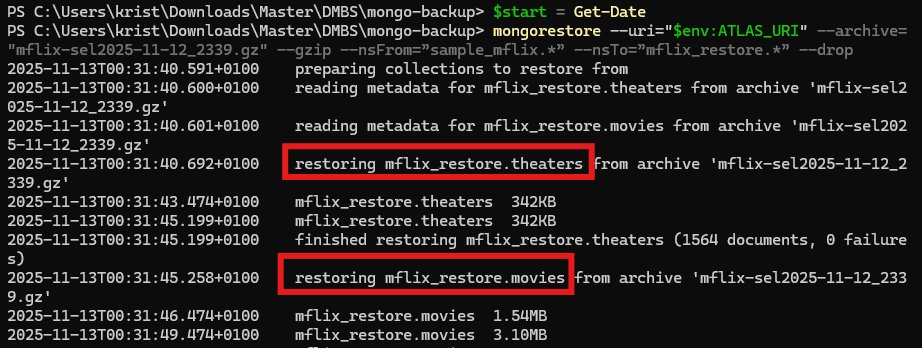 PS C:\Users\krist\Downloads\Master\DMBS\mongo-backup> $start = Get-Date
PS C:\Users\krist\Downloads\Master\DMBS\mongo-backup> mongorestore --uri="$env:ATLAS_URI" --archive=
"mflix-sel2025-11-12_2339.gz" --gzip --nsFrom=”sample_mflix.*” --nsTo=”mflix_restore.*” --drop
2025-11-13T00:31:40.591+0100 preparing collections to restore from
2025-11-13T00:31:40.600+0100 reading metadata for mflix_restore.theaters from archive 'mflix-sel2
025-11-12_2339.gz'
2025-11-13T00:31:40.601+0100 reading metadata for mflix_restore.movies from archive 'mflix-sel202
5-11-12_2339.gz'
2025-11-13T00:31:40.692+0100 restoring mflix_restore.theaters from archive 'mflix-sel2025-11-12_2
339.gz'
2025-11-13T00:31:43.474+0100 mflix_restore.theaters 342KB
2025-11-13T00:31:45.199+0100 mflix_restore.theaters 342KB
2025-11-13T00:31:45.199+0100 finished restoring mflix_restore.theaters (1564 documents, 0 failure
s)
2025-11-13T00:31:45.258+0100 restoring mflix_restore.movies from archive 'mflix-sel2025-11-12_233
9.gz'
2025-11-13T00:31:46.474+0100 mflix_restore.movies 1.54MB
2025-11-13T00:31:49.474+0100 mflix_restore.movies 3.10MB